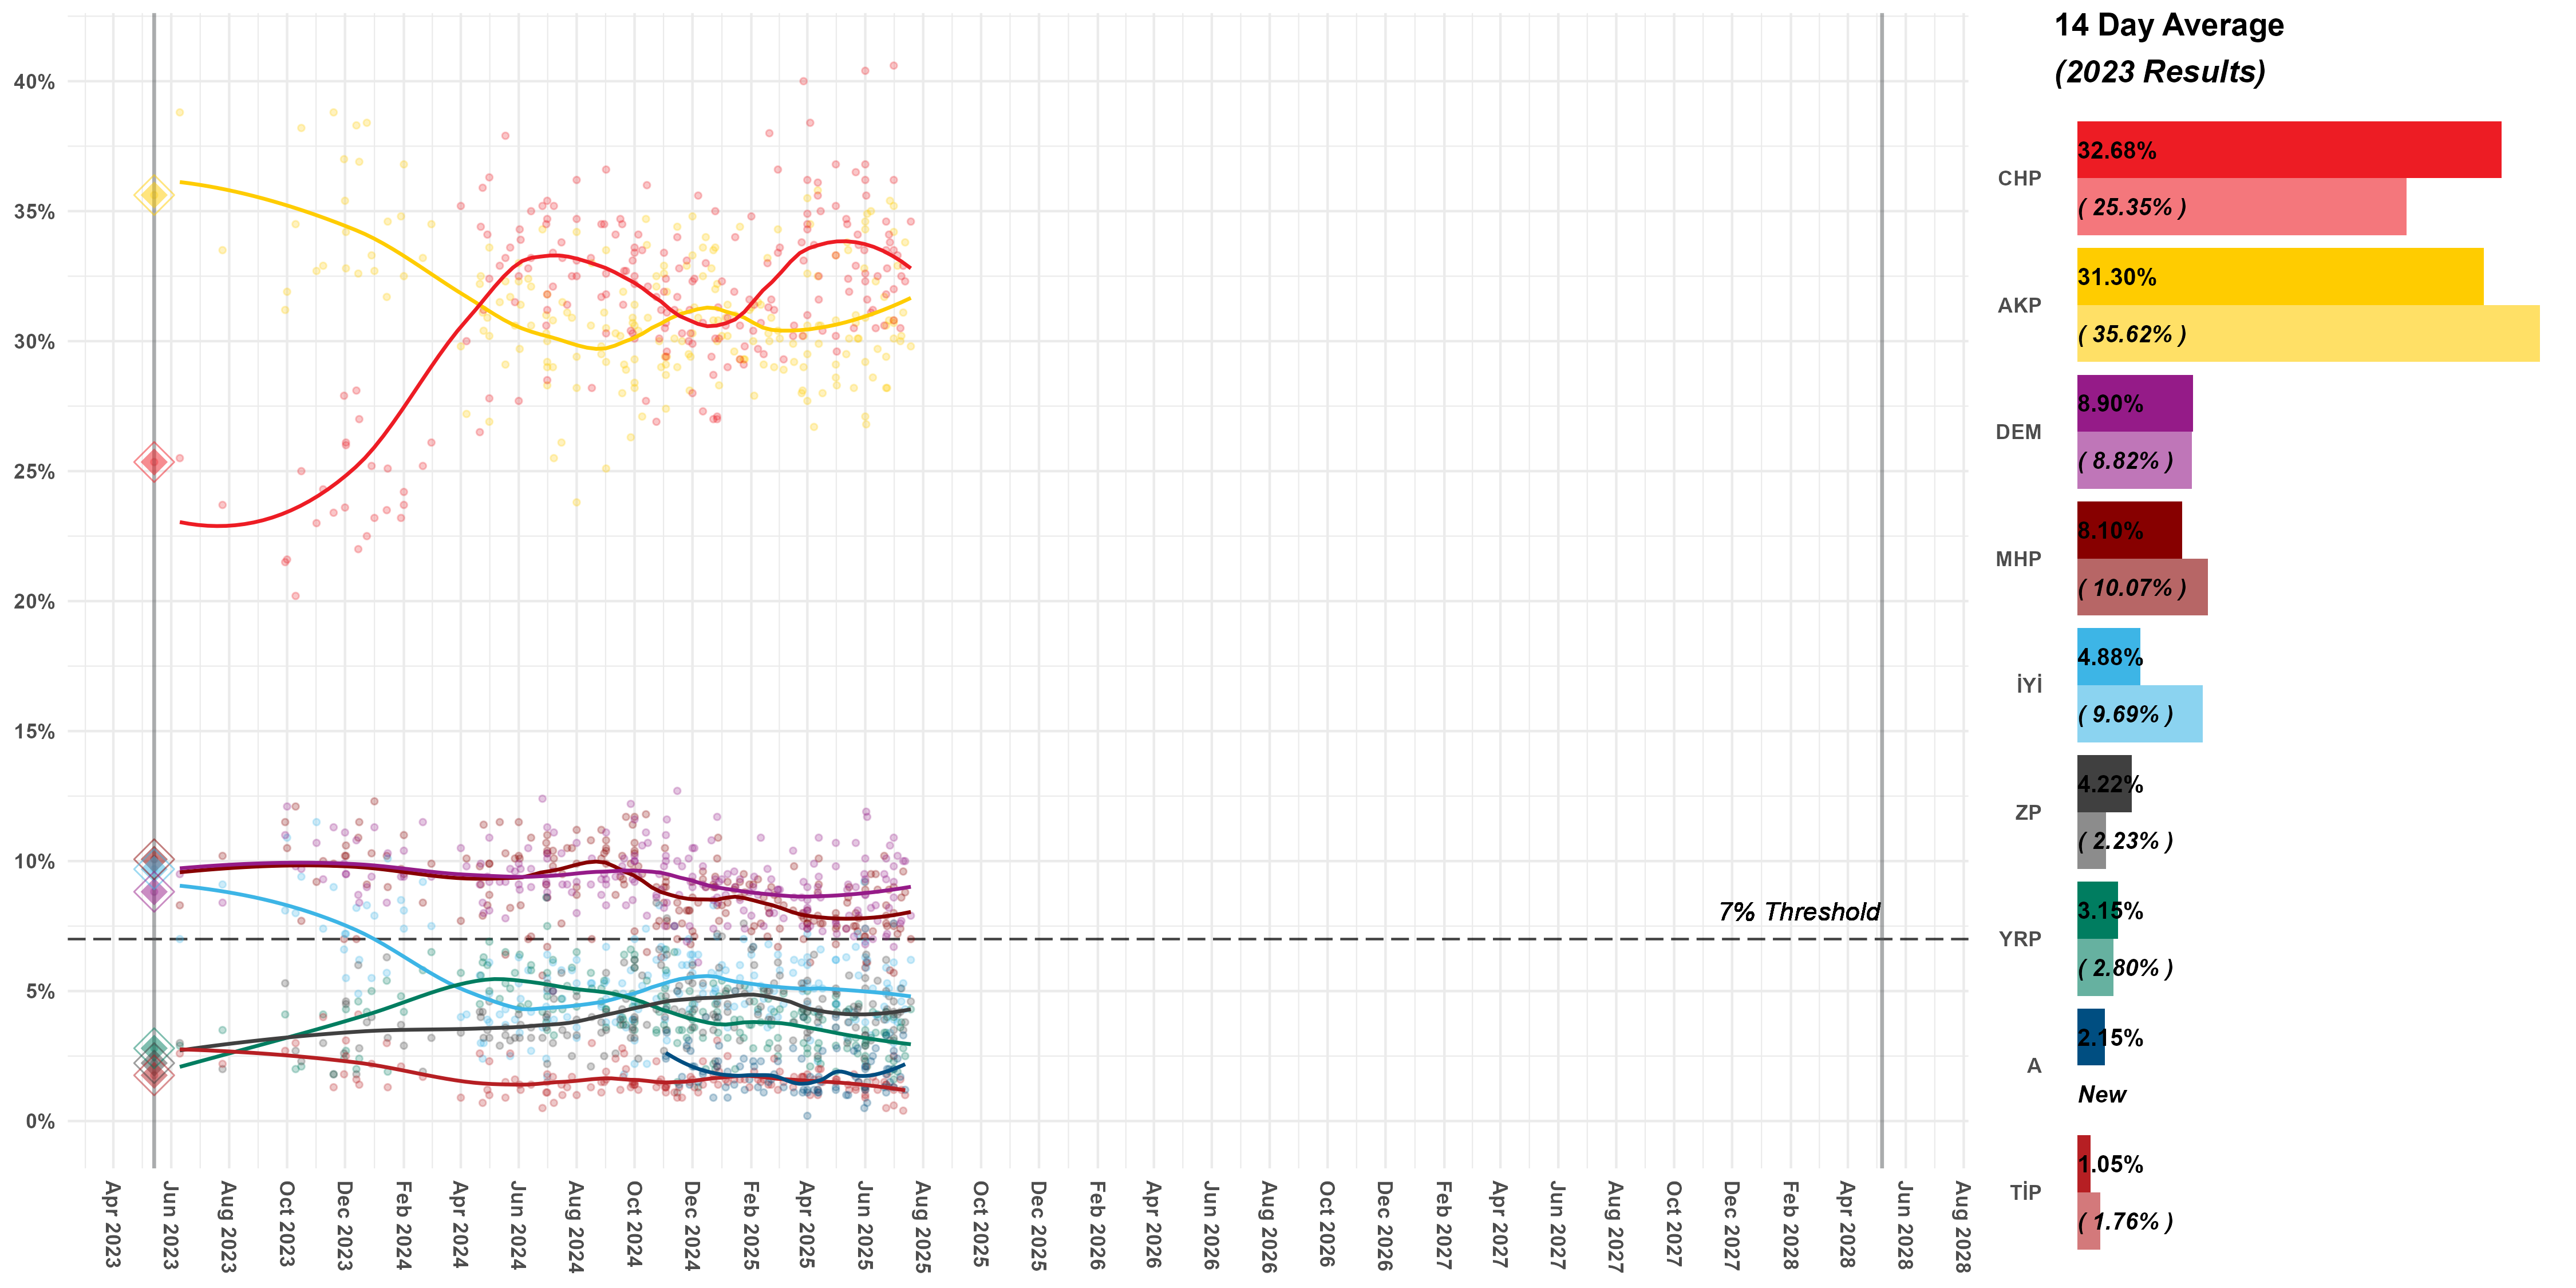 40%
35%
30%
25%
20%
15%
10%
5%
0%
7% Threshold
Apr 2023
Jun 2023
Aug 2023
Oct 2023
Dec 2023
Feb 2024
Apr 2024
Jun 2024
Aug 2024
Oct 2024
Dec 2024
Feb 2025
Apr 2025
Jun 2025
Aug 2025
Oct 2025
Dec 2025
Feb 2026
Apr 2026
Jun 2026
Aug 2026
Oct 2026
Dec 2026
Feb 2027
Apr 2027
Jun 2027
Aug 2027
Oct 2027
Dec 2027
Feb 2028
Apr 2028
Jun 2028
Aug 2028
14 Day Average
(2023 Results)
CHP
32.68%
( 25.35% )
AKP
31.30%
( 35.62% )
DEM
8.90%
( 8.82% )
MHP
8.10%
( 10.07% )
İYİ
4.88%
( 9.69% )
ZP
4.22%
( 2.23% )
YRP
3.15%
( 2.80% )
A
2.15%
New
TİP
1.05%
( 1.76% )